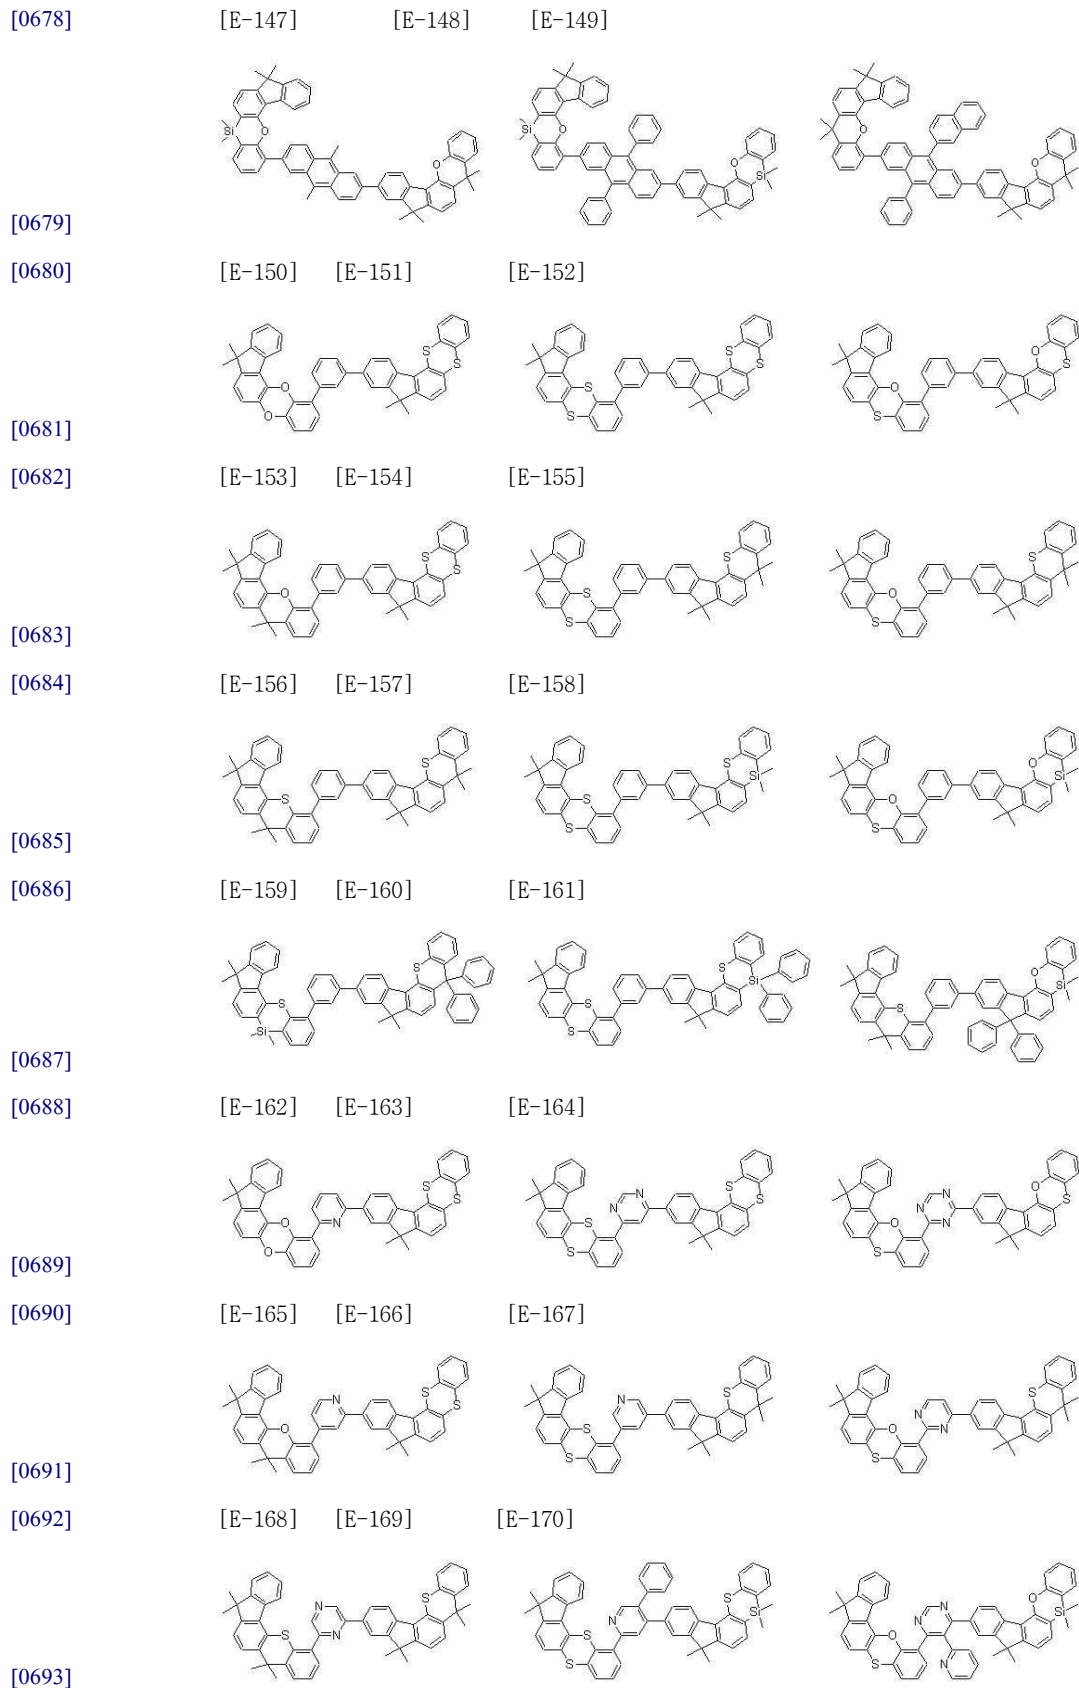 [0678] [E-147] [E-148] [E-149]
Si O O
Si O O Si
O O
[0679]
[0680] [E-150] [E-151] [E-152]
O O S S
S S S S
O S O S
[0681]
[0682] [E-153] [E-154] [E-155]
O S S
S S S
O S S
[0683]
[0684] [E-156] [E-157] [E-158]
S S
S S S Si
O S O Si
[0685]
[0686] [E-159] [E-160] [E-161]
S Si S
S S S Si
S O Si
[0687]
[0688] [E-162] [E-163] [E-164]
O O N S S
S S N N S S
O S N N N O S
[0689]
[0690] [E-165] [E-166] [E-167]
O N S S
S S N S
O S N N S
[0691]
[0692] [E-168] [E-169] [E-170]
S N N S
S S N S Si
O S N N N O Si
[0693]